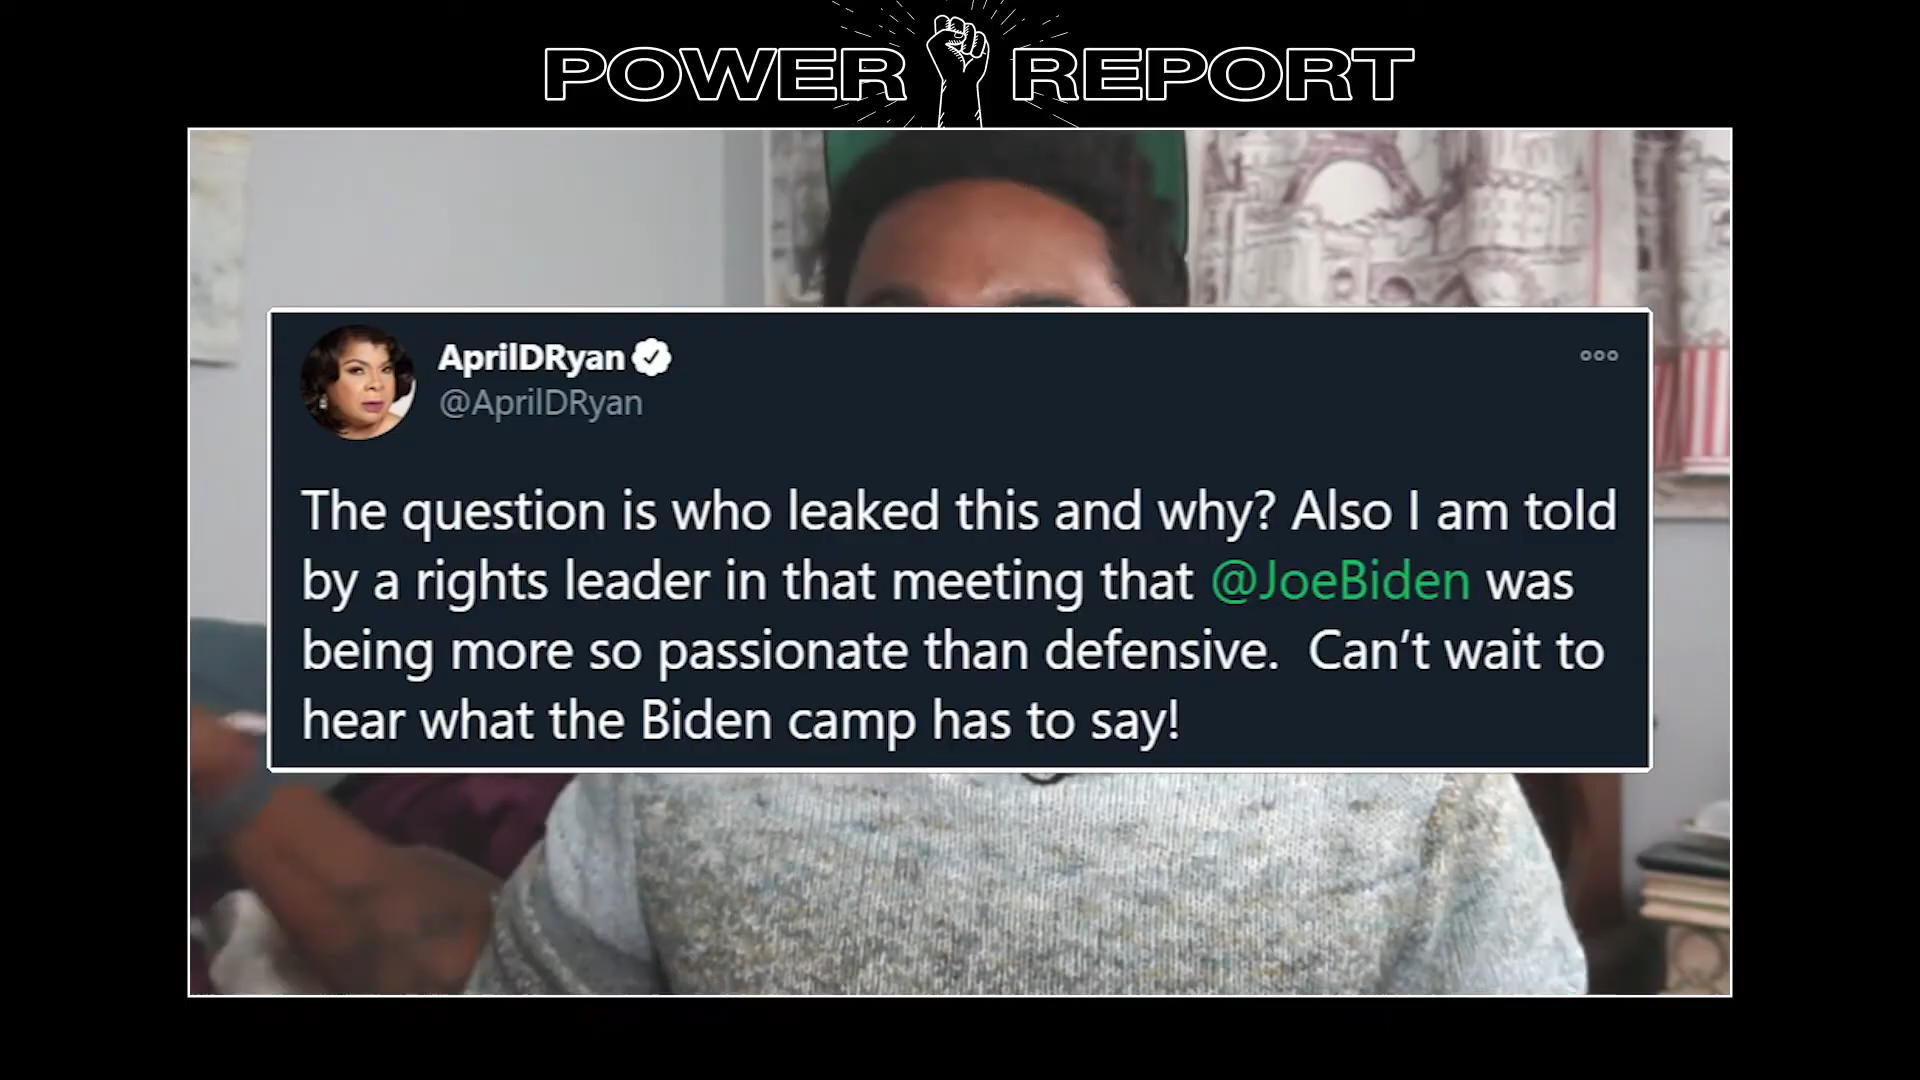 POWER REPORT
AprilDRyan
@AprilDRyan
The question is who leaked this and why? Also I am told
by a rights leader in that meeting that @JoeBiden was
being more so passionate than defensive.  Can’t wait to
hear what the Biden camp has to say!